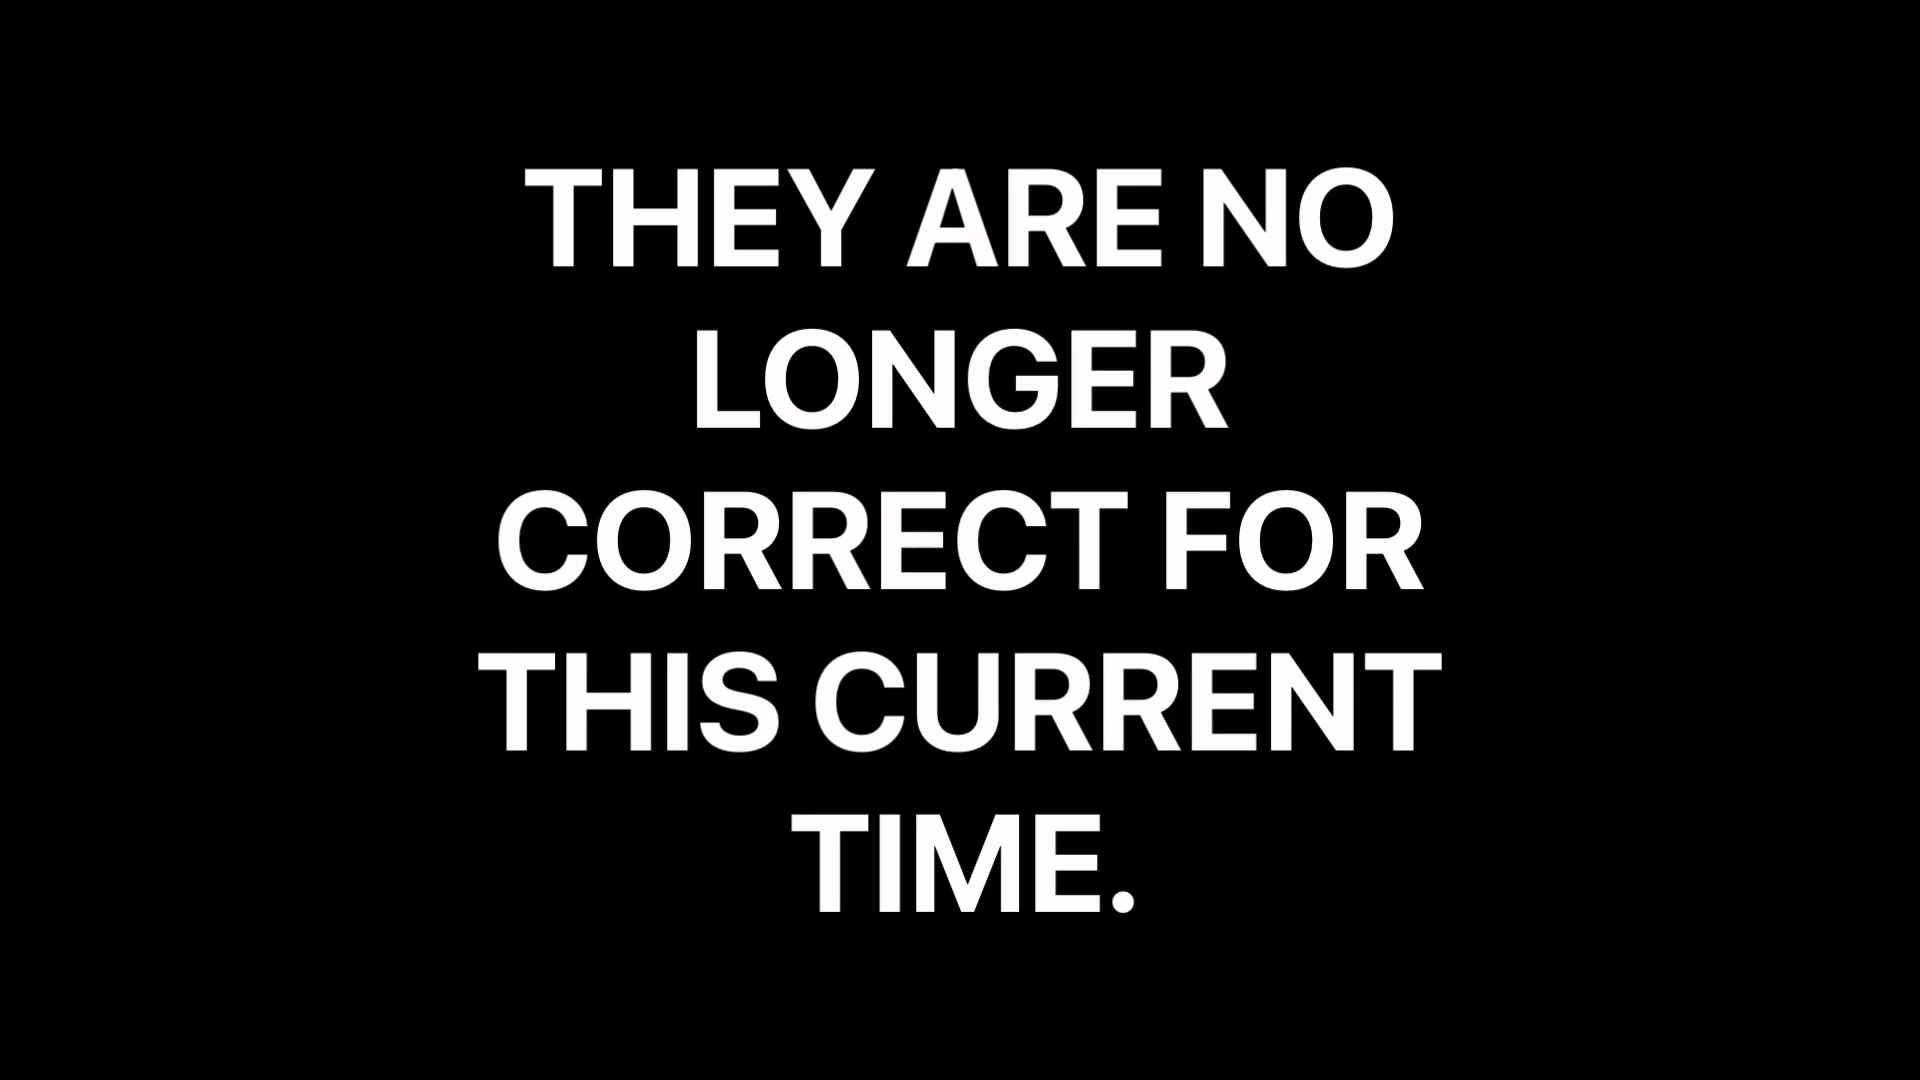 THEY ARE NO
LONGER
CORRECT FOR
THIS CURRENT
TIME.